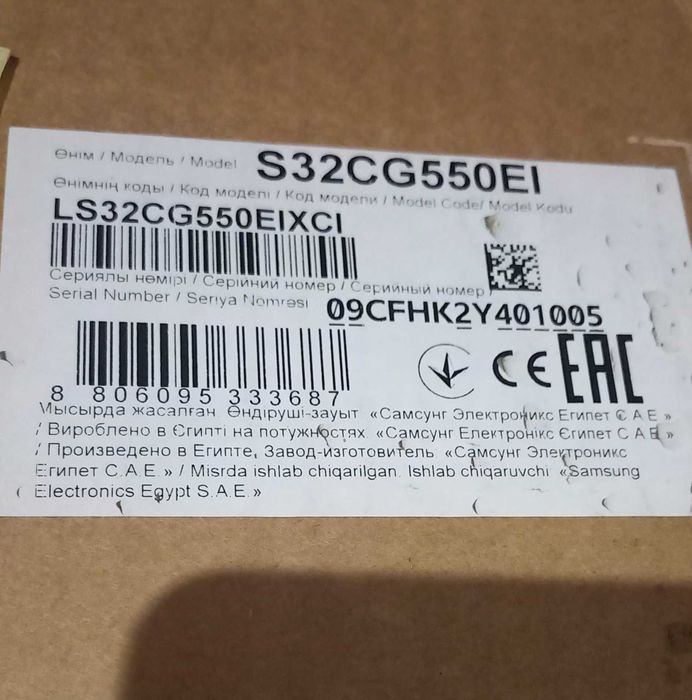 Өнім / Модель / Model S32CG550EI
Өнімнің коды / Код моделі / Код модели / Model Code/ Model Kodu
LS32CG550EIXCI
Сериялы нөмірі / Серійний номер / Серийный номер /
Serial Number / Seriya Nömrəsi 09CFHK2Y401005
CE EAC
8 806095 333687
Мысырда жасалған. Өндіруші-зауыт. «Самсунг Электроникс Египет С.А.Е.»
/ Вироблено в Єгипті на потужностях «Самсунг Електронікс Єгипет С.А.Е.»
/ Произведено в Египте, Завод-изготовитель: «Самсунг Электроникс
Египет С.А.Е.» / Misrda ishlab chiqarilgan. Ishlab chiqaruvchi «Samsung
Electronics Egypt S.A.E.»